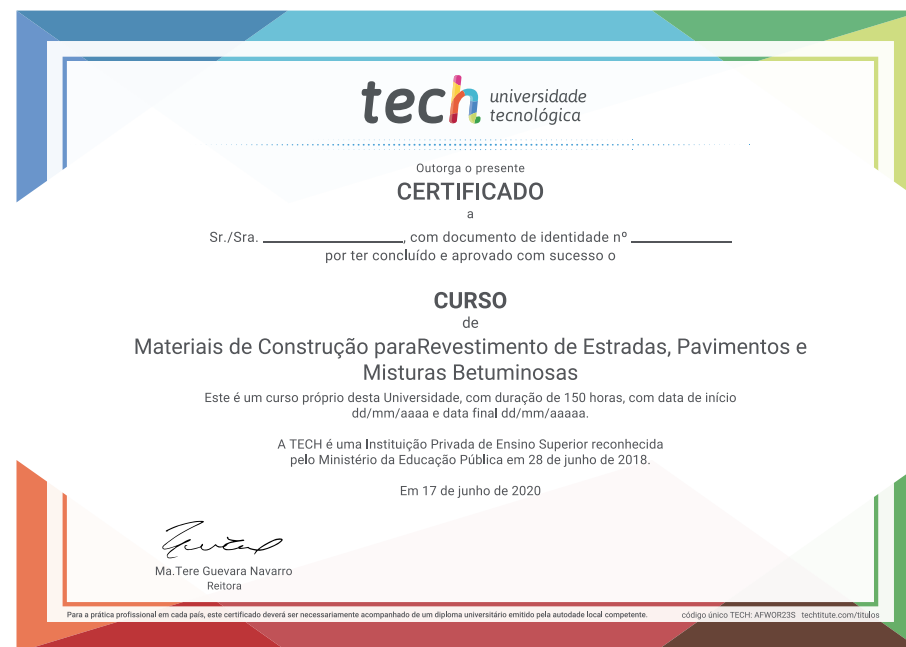 tech universidade
tecnológica
Outorga o presente
CERTIFICADO
a
Sr./Sra. ________________, com documento de identidade nº ____________
por ter concluído e aprovado com sucesso o
CURSO
de
Materiais de Construção paraRevestimento de Estradas, Pavimentos e
Misturas Betuminosas
Este é um curso próprio desta Universidade, com duração de 150 horas, com data de início
dd/mm/aaaa e data final dd/mm/aaaaa.
A TECH é uma Instituição Privada de Ensino Superior reconhecida
pelo Ministério da Educação Pública em 28 de junho de 2018.
Em 17 de junho de 2020
Ma.Tere Guevara Navarro
Reitora
Para a prática profissional em cada país, este certificado deverá ser necessariamente acompanhado de um diploma universitário emitido pela autodade local competente. código único TECH: AFWOR23S techtitute.com/titulos